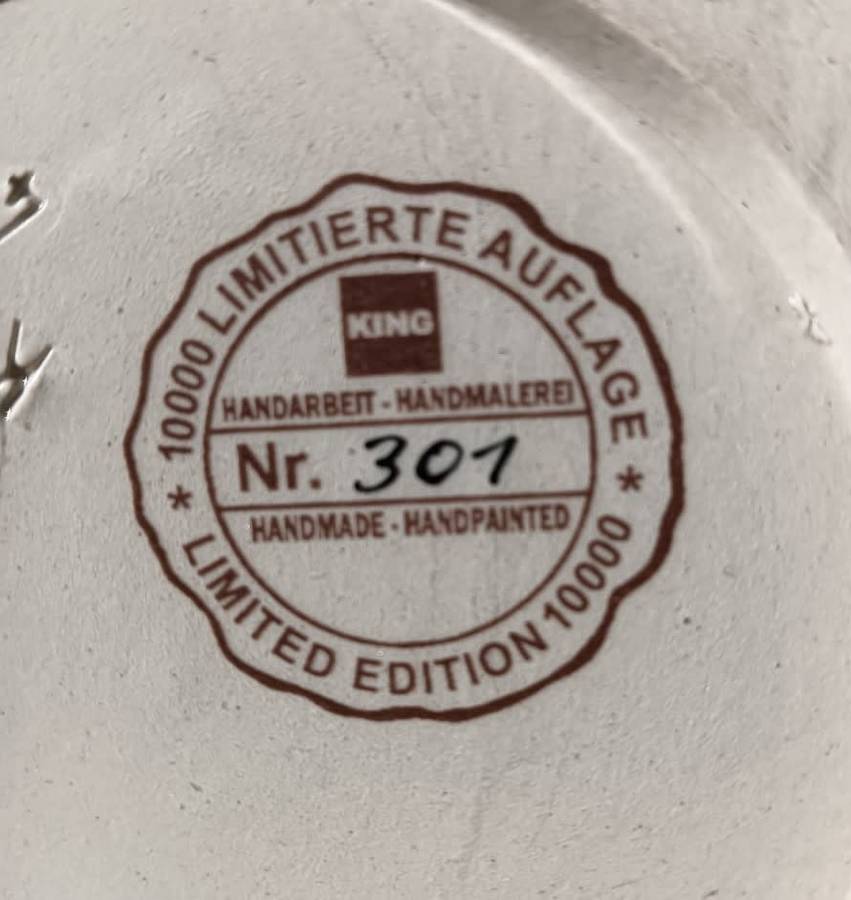 10000 LIMITIERTE AUFLAGE
KING
HANDARBEIT - HANDMALEREI
Nr. 301
HANDMADE - HANDPAINTED
* LIMITED EDITION 10000 *